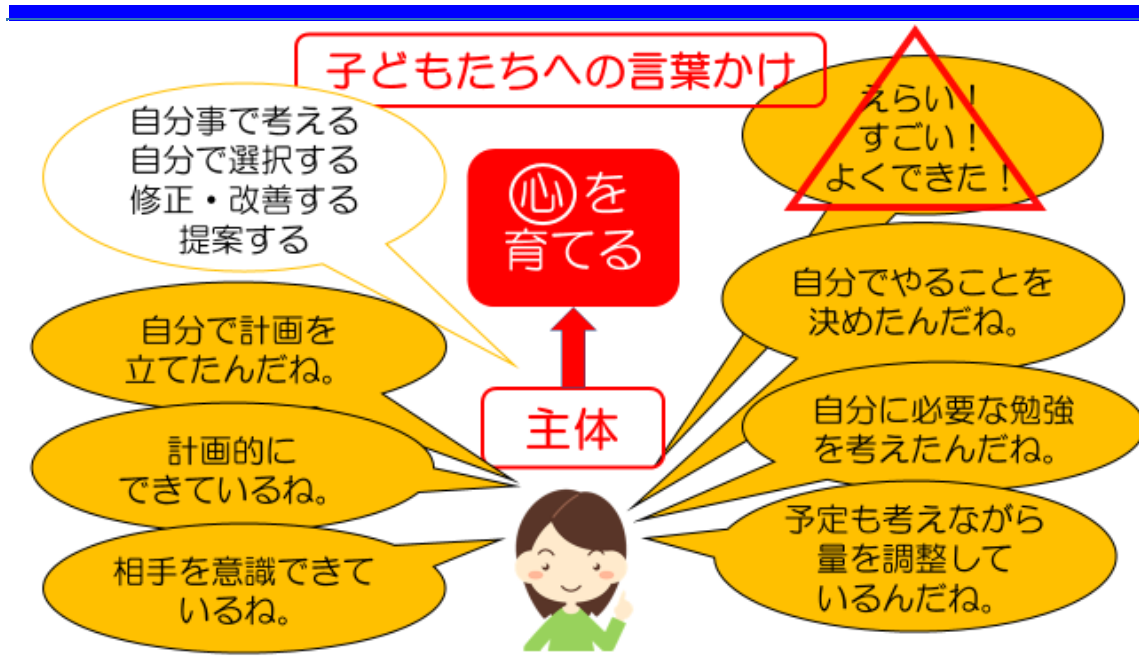 子どもたちへの言葉かけ
自分事で考える
自分で選択する
修正・改善する
提案する
心を
育てる
えらい！
すごい！
よくできた！
自分でやることを
決めたんだね。
自分で計画を
立てたんだね。
主体
自分に必要な勉強
を考えたんだね。
計画的に
できているね。
予定も考えながら
量を調整して
いるんだね。
相手を意識できて
いるね。